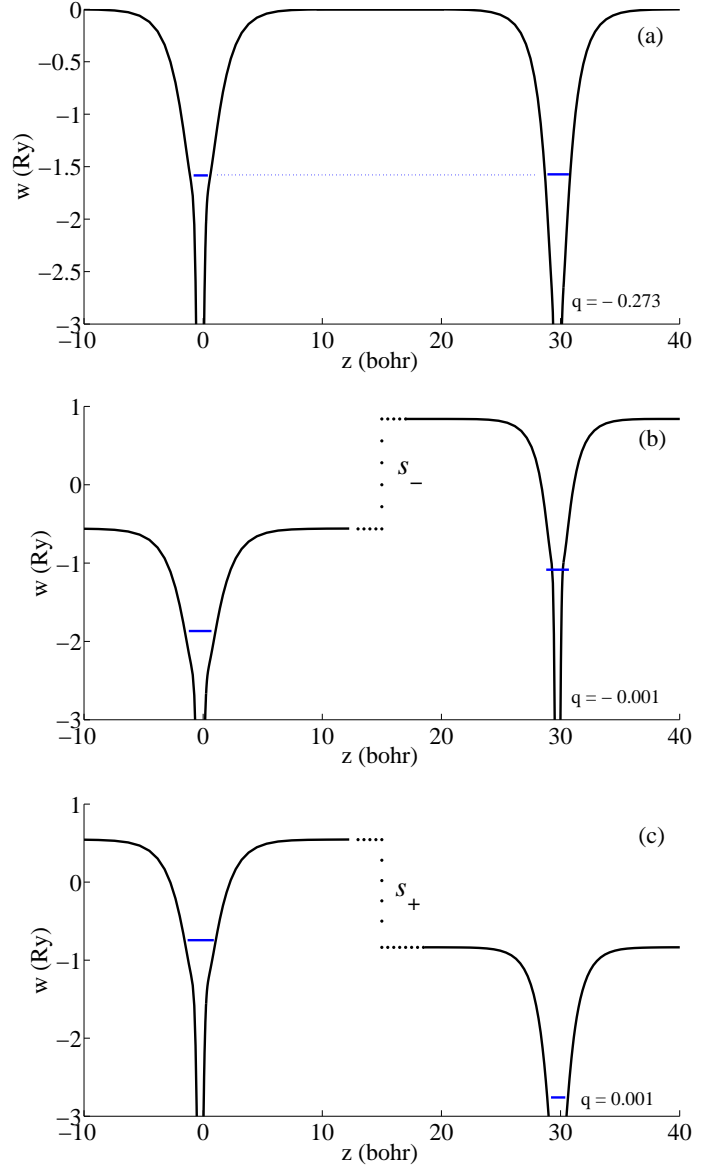 (a)
0
−0.5
−1
−1.5
−2
−2.5
−3
w (Ry)
q = − 0.273
−10 0 10 20 30 40
z (bohr)
(b)
1
0
−1
−2
−3
w (Ry)
s−
q = − 0.001
−10 0 10 20 30 40
z (bohr)
(c)
1
0
−1
−2
−3
w (Ry)
s+
q = 0.001
−10 0 10 20 30 40
z (bohr)